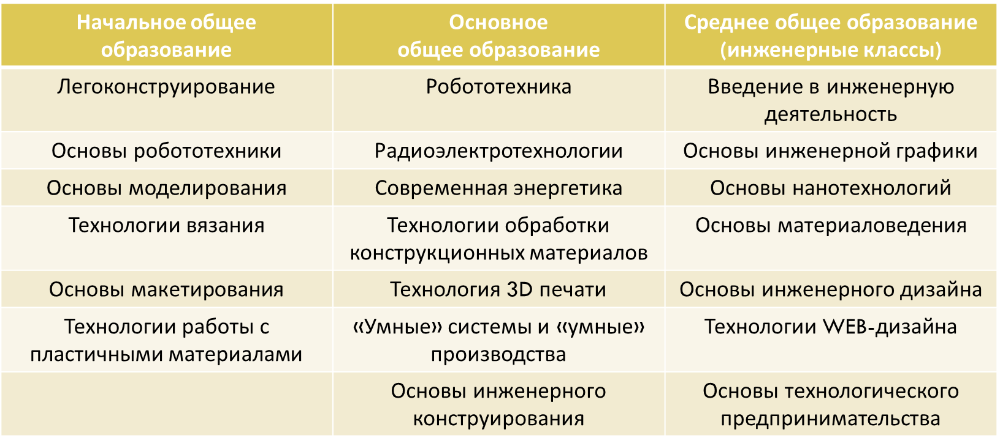 Начальное общее
образование
Основное
общее образование
Среднее общее образование
(инженерные классы)
Легоконструирование
Робототехника
Введение в инженерную
деятельность
Основы робототехники
Радиоэлектротехнологии
Основы инженерной графики
Основы моделирования
Современная энергетика
Основы нанотехнологий
Технологии вязания
Технологии обработки
конструкционных материалов
Основы материаловедения
Основы макетирования
Технология 3D печати
Основы инженерного дизайна
Технологии работы с
пластичными материалами
«Умные» системы и «умные»
производства
Технологии WEB-дизайна
Основы инженерного
конструирования
Основы технологического
предпринимательства